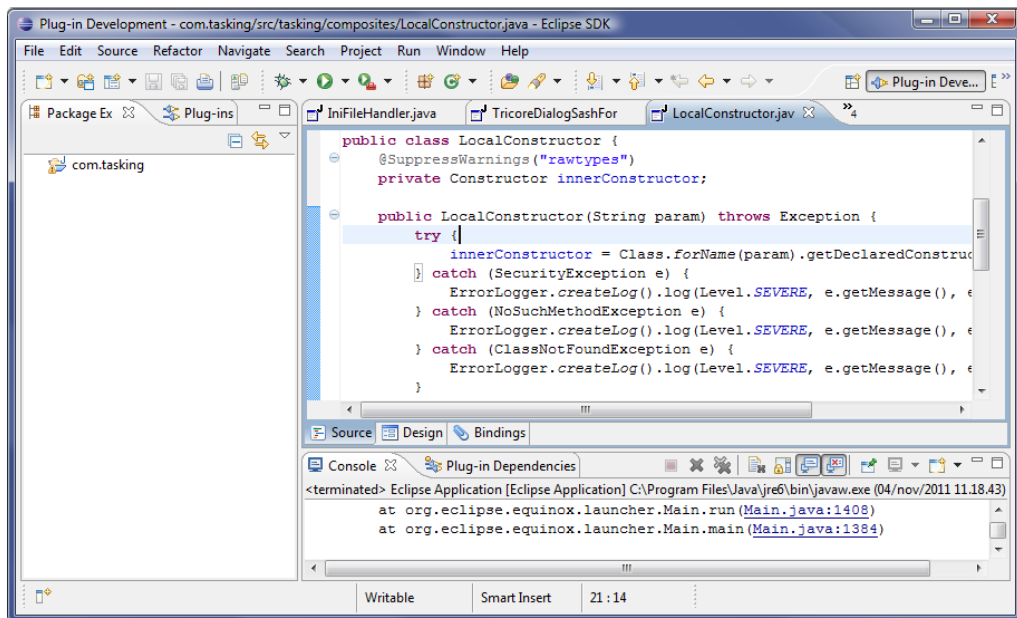 Plug-in Development - com.tasking/src/tasking/composites/LocalConstructor.java - Eclipse SDK
File Edit Source Refactor Navigate Search Project Run Window Help
Plug-in Deve...
Package Ex Plug-ins
IniFileHandler.java TricoreDialogSashFor LocalConstructor.jav »4
com.tasking
public class LocalConstructor {
@SuppressWarnings("rawtypes")
private Constructor innerConstructor;
public LocalConstructor(String param) throws Exception {
try {
innerConstructor = Class.forName(param).getDeclaredConstruc
} catch (SecurityException e) {
ErrorLogger.createLog().log(Level.SEVERE, e.getMessage(), e
} catch (NoSuchMethodException e) {
ErrorLogger.createLog().log(Level.SEVERE, e.getMessage(), e
} catch (ClassNotFoundException e) {
ErrorLogger.createLog().log(Level.SEVERE, e.getMessage(), e
}
Source Design Bindings
Console Plug-in Dependencies
<terminated> Eclipse Application [Eclipse Application] C:\Program Files\Java\jre6\bin\javaw.exe (04/nov/2011 11.18.43)
at org.eclipse.equinox.launcher.Main.run(Main.java:1408)
at org.eclipse.equinox.launcher.Main.main(Main.java:1384)
Writable Smart Insert 21 : 14